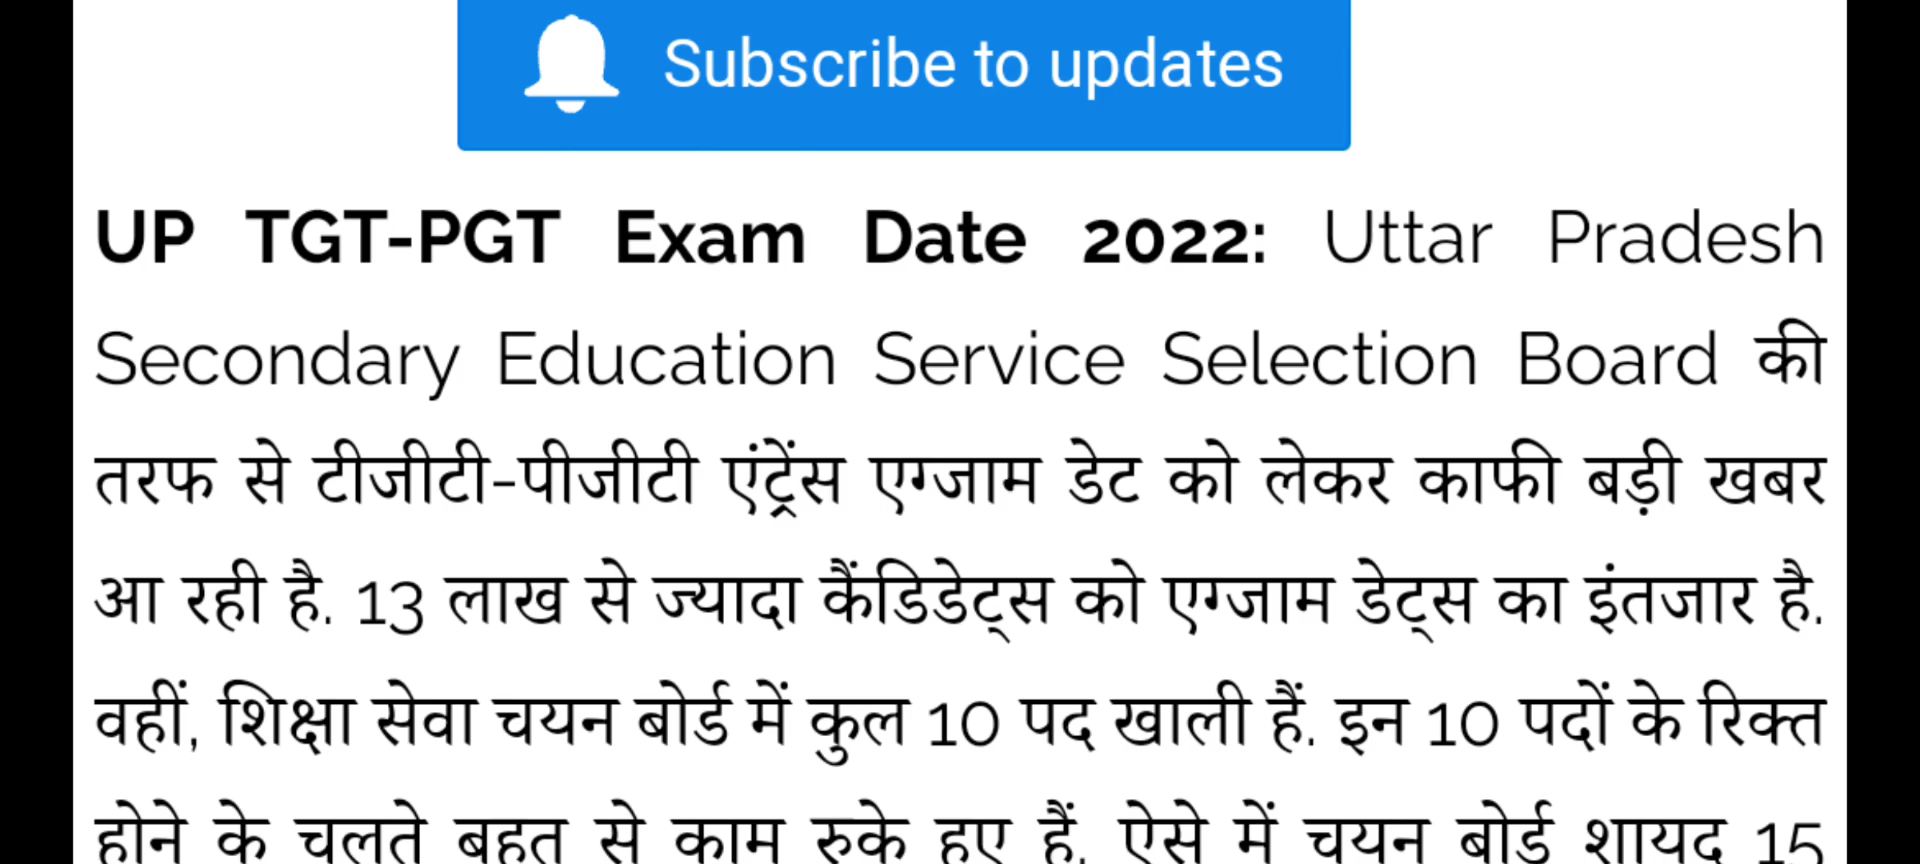 Subscribe to updates
UP TGT-PGT Exam Date 2022: Uttar Pradesh
Secondary Education Service Selection Board की
तरफ से टीजीटी-पीजीटी एंट्रेंस एग्जाम डेट को लेकर काफी बड़ी खबर
आ रही है. 13 लाख से ज्यादा कैंडिडेट्स को एग्जाम डेट्स का इंतजार है.
वहीं, शिक्षा सेवा चयन बोर्ड में कुल 10 पद खाली हैं. इन 10 पदों के रिक्त
होने के चलते बहुत से काम रुके हुए हैं. ऐसे में चयन बोर्ड शायद 15